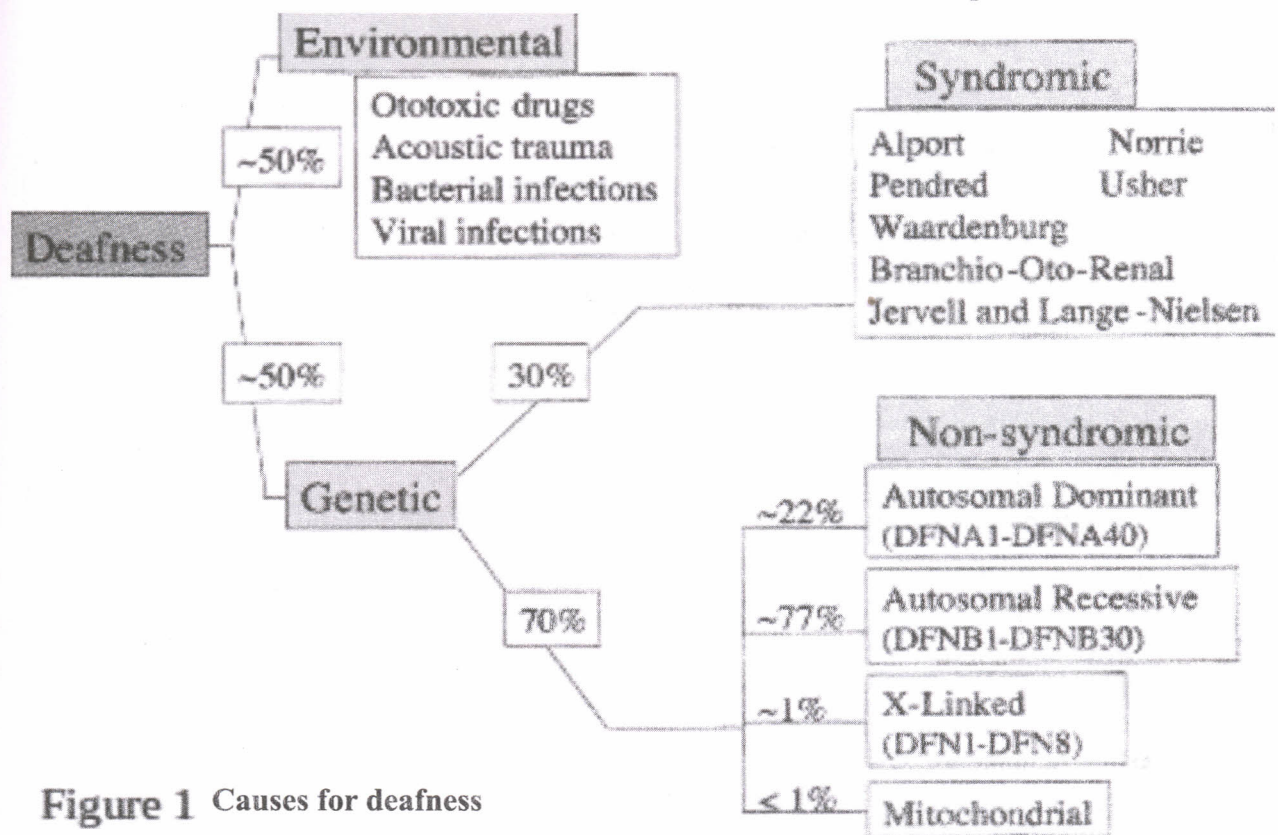 Environmental
Ototoxic drugs
Acoustic trauma
Bacterial infections
Viral infections
~50%
Deafness
~50%
Genetic
30%
70%
Syndromic
Alport Norrie
Pendred Usher
Waardenburg
Branchio-Oto-Renal
Jervell and Lange-Nielsen
Non-syndromic
~22%
Autosomal Dominant
(DFNA1-DFNA40)
~77%
Autosomal Recessive
(DFNB1-DFNB30)
~1%
X-Linked
(DFN1-DFN8)
< 1%
Mitochondrial
Figure 1 Causes for deafness